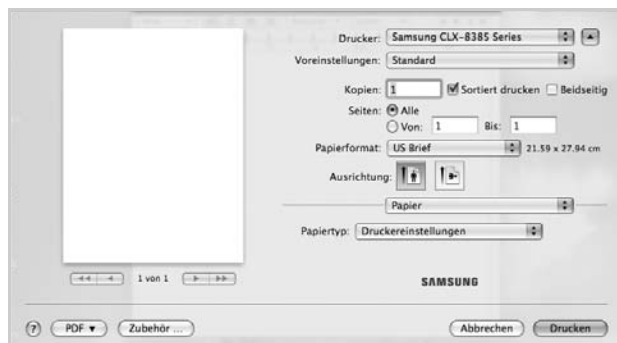 Drucker: Samsung CLX-8385 Series
Voreinstellungen: Standard
Kopien: 1 Sortiert drucken Beidseitig
Seiten: Alle
Von: 1 Bis: 1
Papierformat: US Brief 21.59 x 27.94 cm
Ausrichtung:
Papier
Papiertyp: Druckereinstellungen
1 von 1
SAMSUNG
? PDF Zubehör ... Abbrechen Drucken